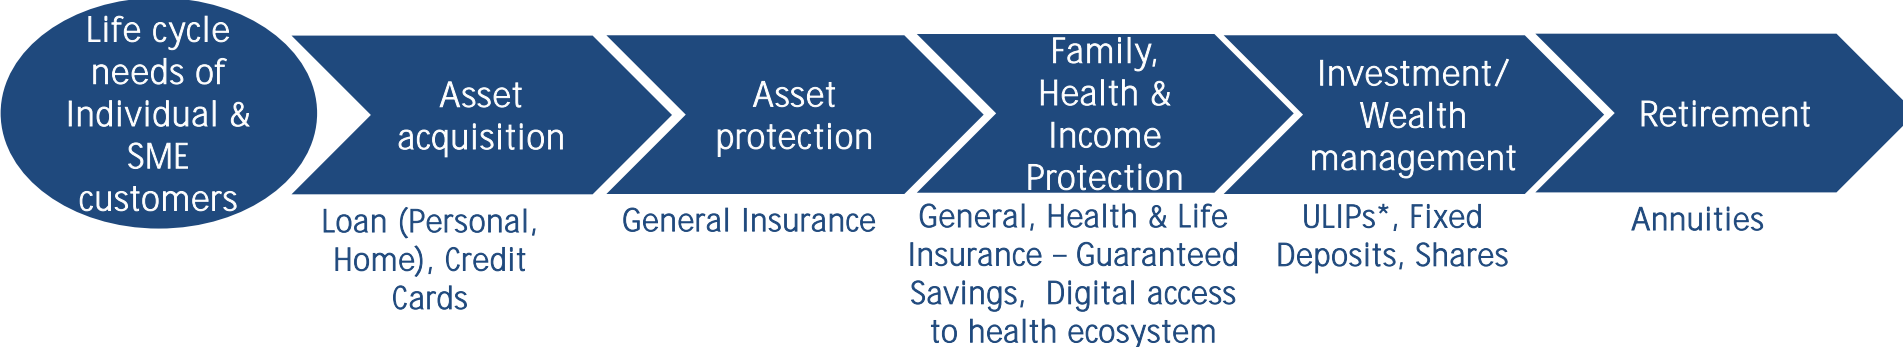 Life cycle
needs of
Individual &
SME
customers
Asset
acquisition
Loan (Personal,
Home), Credit
Cards
Asset
protection
General Insurance
Family,
Health &
Income
Protection
General, Health & Life
Insurance – Guaranteed
Savings,  Digital access
to health ecosystem
Investment/
Wealth
management
ULIPs*, Fixed
Deposits, Shares
Retirement
Annuities